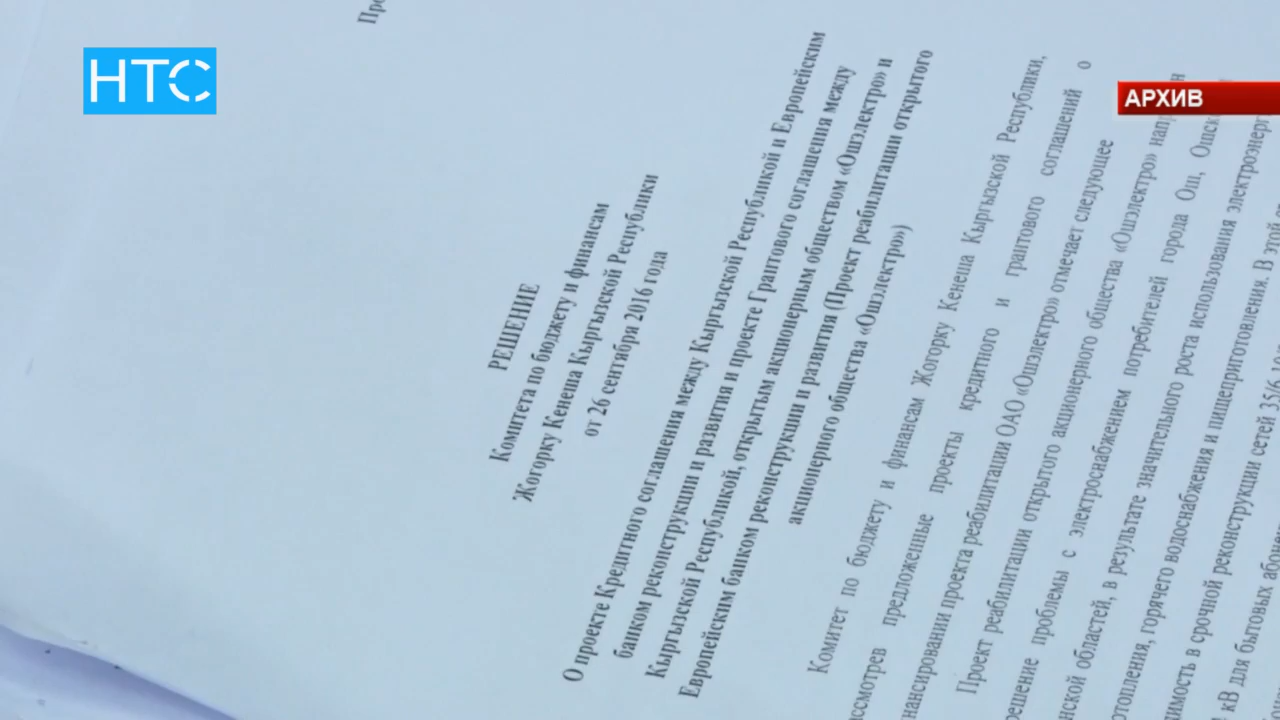 НТС
АРХИВ
РЕШЕНИЕ
Комитета по бюджету и финансам
Жогорку Кенеша Кыргызской Республики
от 26 сентября 2016 года
О проекте Кредитного соглашения между Кыргызской Республикой и Европейским
банком реконструкции и развития и проекте Грантового соглашения между
Кыргызской Республикой, открытым акционерным обществом «Ошэлектро» и
Европейским банком реконструкции и развития (Проект реабилитации открытого
акционерного общества «Ошэлектро»)
Комитет по бюджету и финансам Жогорку Кенеша Кыргызской Республики,
предложенные проекты кредитного и грантового соглашений о
проекта реабилитации ОАО «Ошэлектро» отмечает следующее
Проект реабилитации открытого акционерного общества «Ошэлектро»
решение проблемы с электроснабжением потребителей города Ош,
областей, в результате значительного роста использования
горячего водоснабжения и пищеприготовления. В этой
в срочной реконструкции сетей
кВ для бытовых